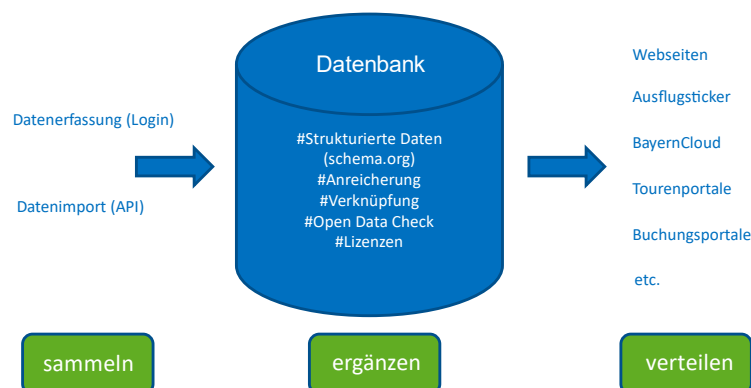 Datenerfassung (Login)
Datenimport (API)
Datenbank
#Strukturierte Daten
(schema.org)
#Anreicherung
#Verknüpfung
#Open Data Check
#Lizenzen
Webseiten
Ausflugsticker
BayernCloud
Tourenportale
Buchungsportale
etc.
sammeln
ergänzen
verteilen